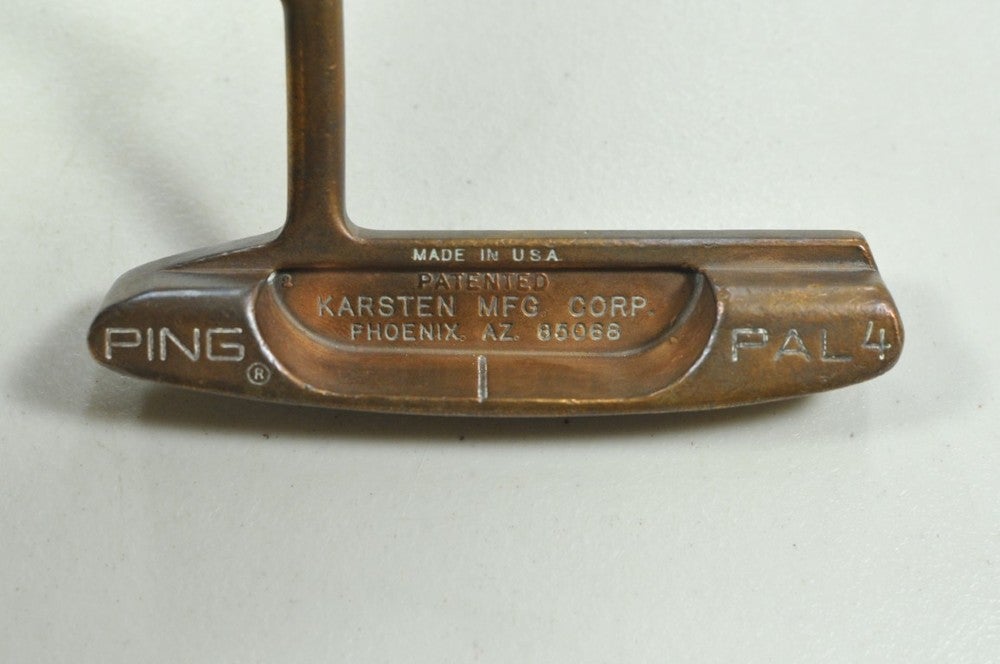 MADE IN U.S.A.
PATENTED
KARSTEN MFG. CORP.
PHOENIX, AZ. 85068
PING ®
PAL 4